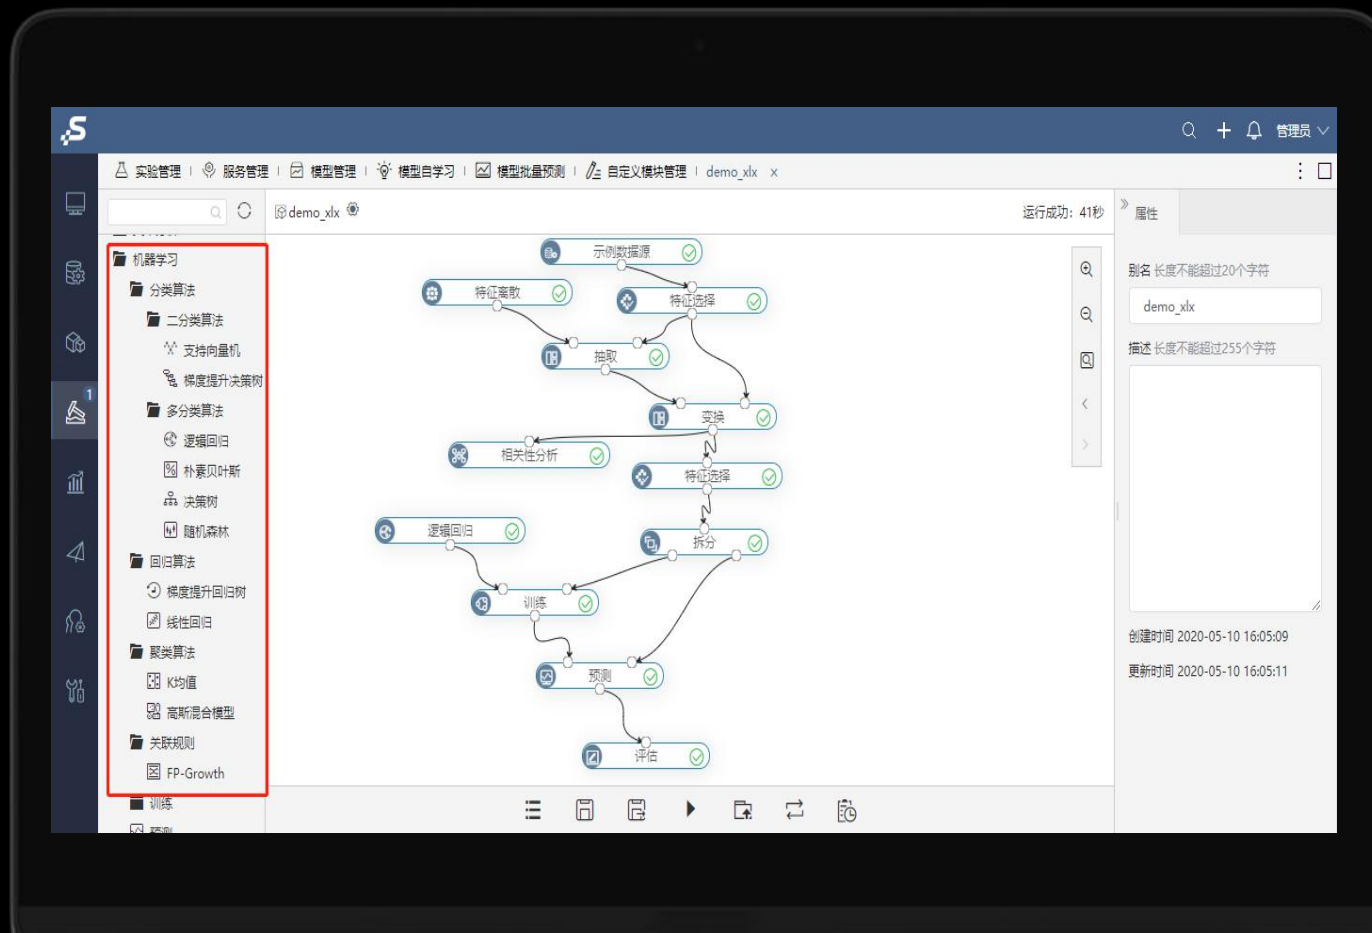 S
管理员
实验管理 服务管理 模型管理 模型自学习 模型批量预测 自定义模块管理 demo_xlx ×
demo_xlx 运行成功：41秒
机器学习
分类算法
二分类算法
支持向量机
梯度提升决策树
多分类算法
逻辑回归
朴素贝叶斯
决策树
随机森林
回归算法
梯度提升回归树
线性回归
聚类算法
K均值
高斯混合模型
关联规则
FP-Growth
训练
预测
1
示例数据源
特征离散
特征选择
抽取
变换
相关性分析
特征选择
逻辑回归
拆分
训练
预测
评估
属性
别名 长度不能超过20个字符
demo_xlx
描述 长度不能超过255个字符
创建时间 2020-05-10 16:05:09
更新时间 2020-05-10 16:05:11